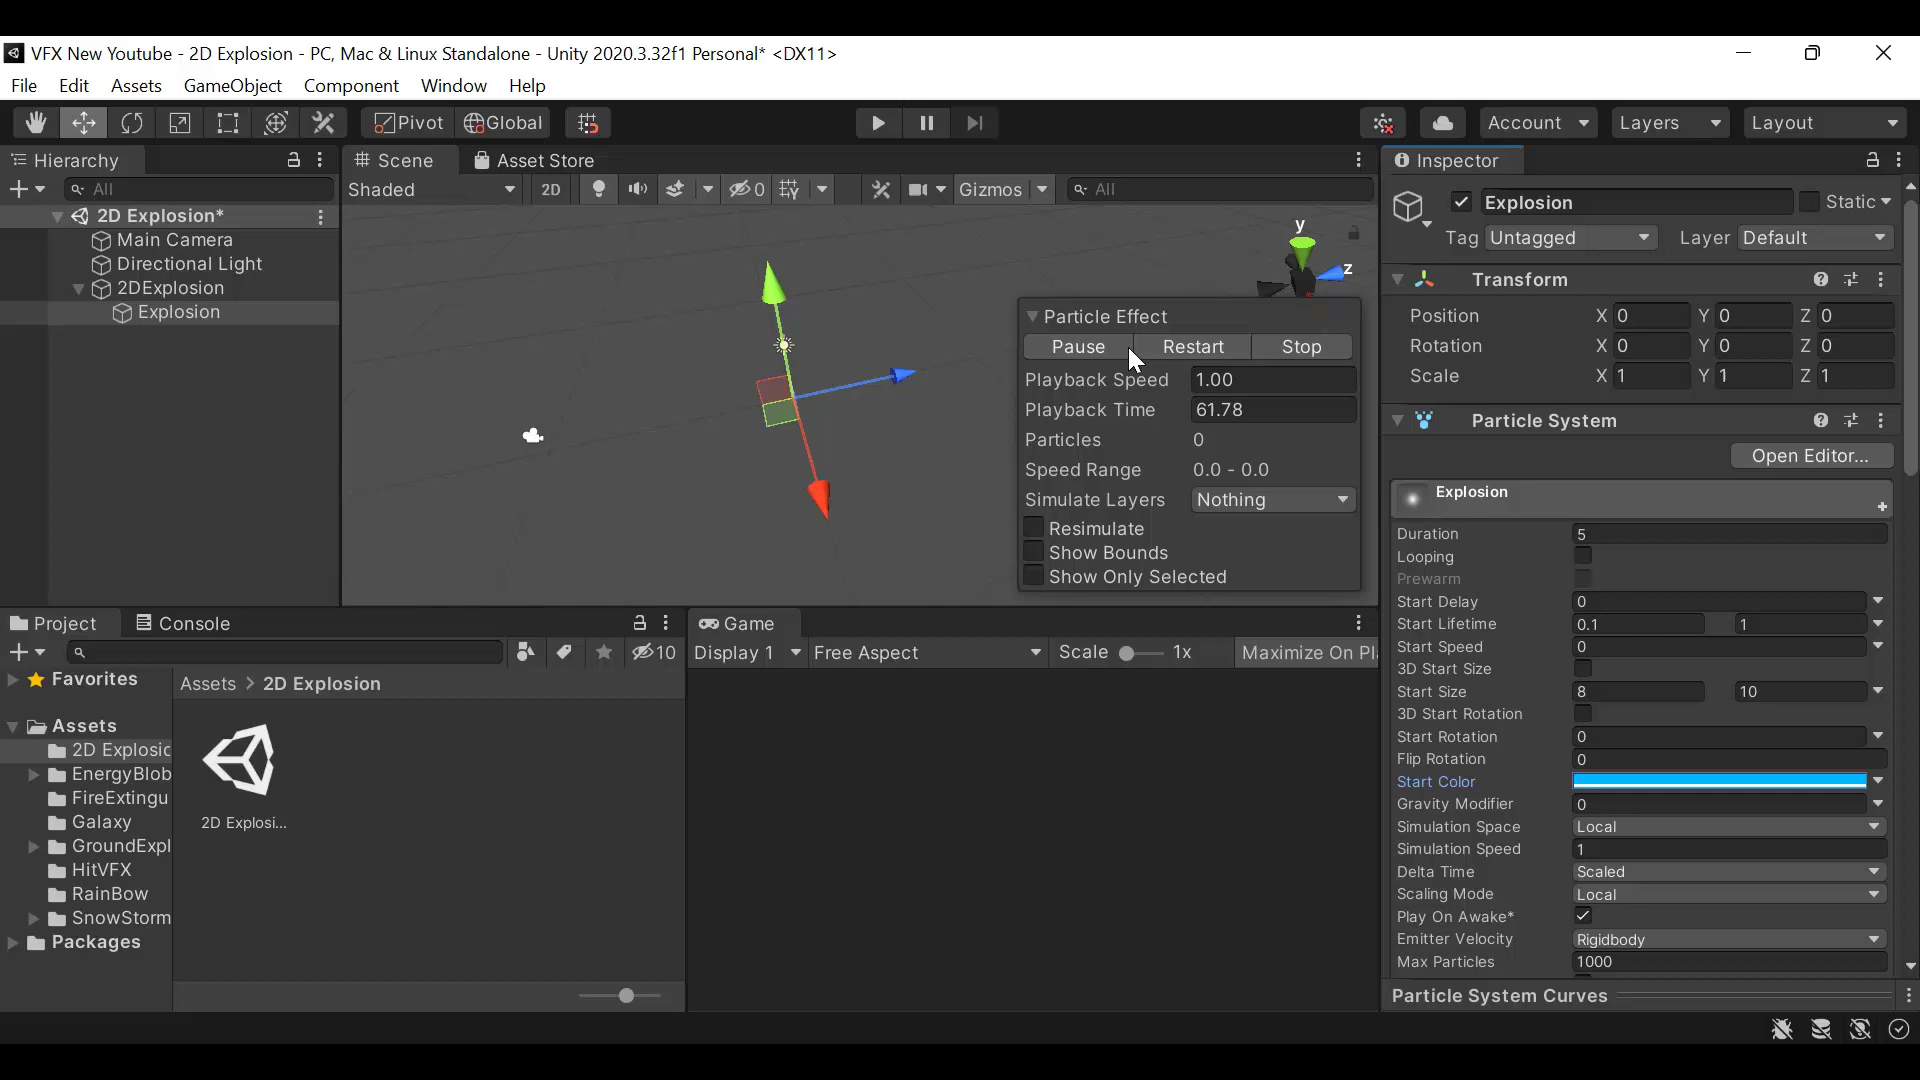 VFX New Youtube - 2D Explosion - PC, Mac & Linux Standalone - Unity 2020.3.32f1 Personal* <DX11>
File Edit Assets GameObject Component Window Help
Pivot Global Account Layers Layout
Hierarchy
All
2D Explosion*
Main Camera
Directional Light
2DExplosion
Explosion
Scene Asset Store
Shaded 2D 0 Gizmos All
y
z
Particle Effect
Pause Restart Stop
Playback Speed 1.00
Playback Time 61.78
Particles 0
Speed Range 0.0 - 0.0
Simulate Layers Nothing
Resimulate
Show Bounds
Show Only Selected
Project Console
10
Favorites
Assets
2D Explosic
EnergyBlob
FireExtingu
Galaxy
GroundExpl
HitVFX
RainBow
SnowStorm
Packages
Assets > 2D Explosion
2D Explosi...
Game
Display 1 Free Aspect Scale 1x Maximize On Pla
Inspector
Explosion Static
Tag Untagged Layer Default
Transform
Position X 0 Y 0 Z 0
Rotation X 0 Y 0 Z 0
Scale X 1 Y 1 Z 1
Particle System
Open Editor...
Explosion
Duration 5
Looping
Prewarm
Start Delay 0
Start Lifetime 0.1 1
Start Speed 0
3D Start Size
Start Size 8 10
3D Start Rotation
Start Rotation 0
Flip Rotation 0
Start Color
Gravity Modifier 0
Simulation Space Local
Simulation Speed 1
Delta Time Scaled
Scaling Mode Local
Play On Awake*
Emitter Velocity Rigidbody
Max Particles 1000
Particle System Curves